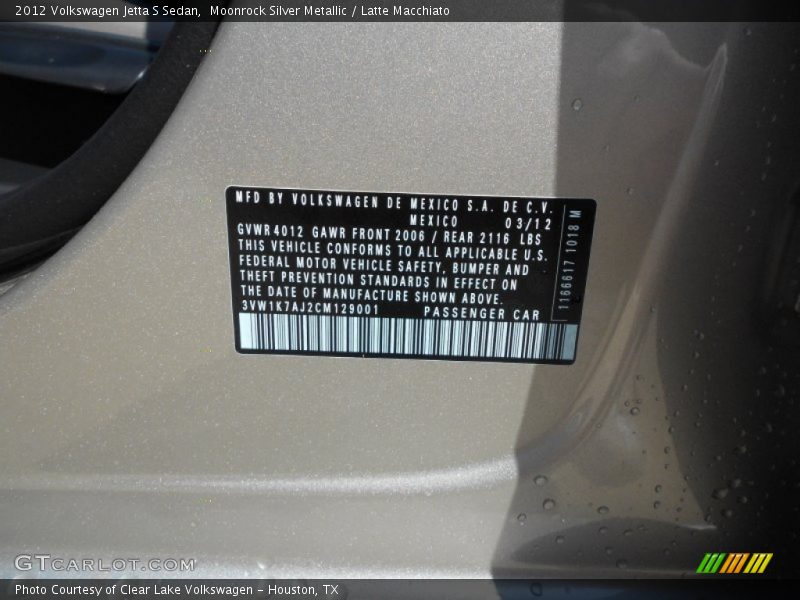 2012 Volkswagen Jetta S Sedan,  Moonrock Silver Metallic / Latte Macchiato
MFD BY VOLKSWAGEN DE MEXICO S.A. DE C.V.
MEXICO 03/12
GVWR 4012 GAWR FRONT 2006 / REAR 2116 LBS
THIS VEHICLE CONFORMS TO ALL APPLICABLE U.S.
FEDERAL MOTOR VEHICLE SAFETY, BUMPER AND
THEFT PREVENTION STANDARDS IN EFFECT ON
THE DATE OF MANUFACTURE SHOWN ABOVE.
3VW1K7AJ2CM129001 PASSENGER CAR
1166617 1018 M
GTCARLOT.COM
Photo Courtesy of Clear Lake Volkswagen - Houston, TX